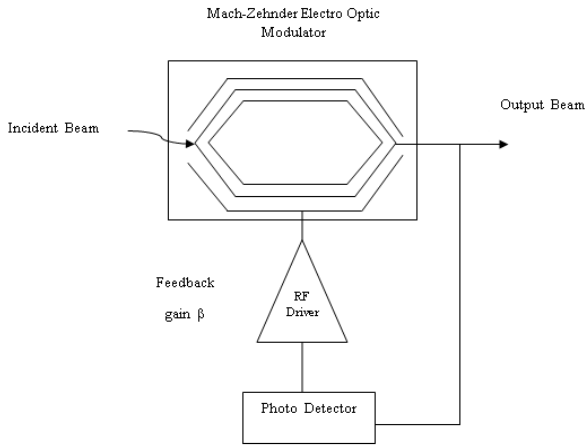 Mach-Zehnder Electro Optic
Modulator
Incident Beam
Output Beam
Feedback
gain β
RF
Driver
Photo Detector